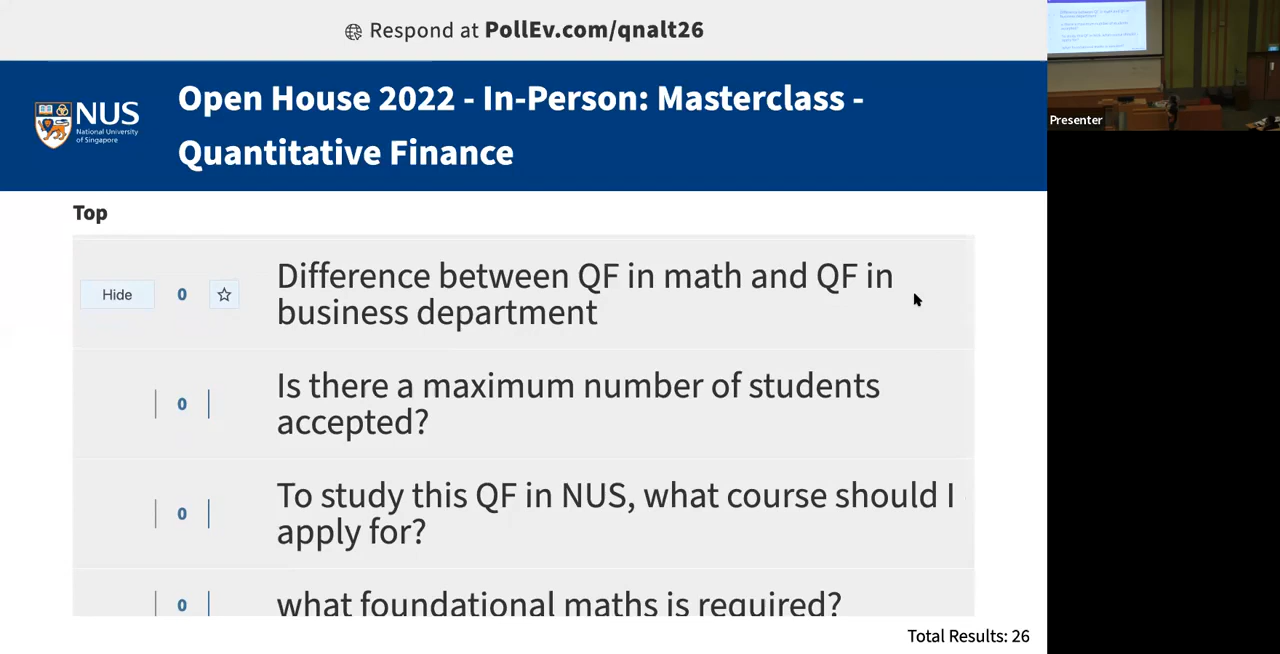 Respond at PollEv.com/qnalt26
NUS
National University
of Singapore
Open House 2022 - In-Person: Masterclass -
Quantitative Finance
Top
Hide
0
Difference between QF in math and QF in
business department
0
Is there a maximum number of students
accepted?
0
To study this QF in NUS, what course should I
apply for?
0
what foundational maths is required?
Total Results: 26
Presenter